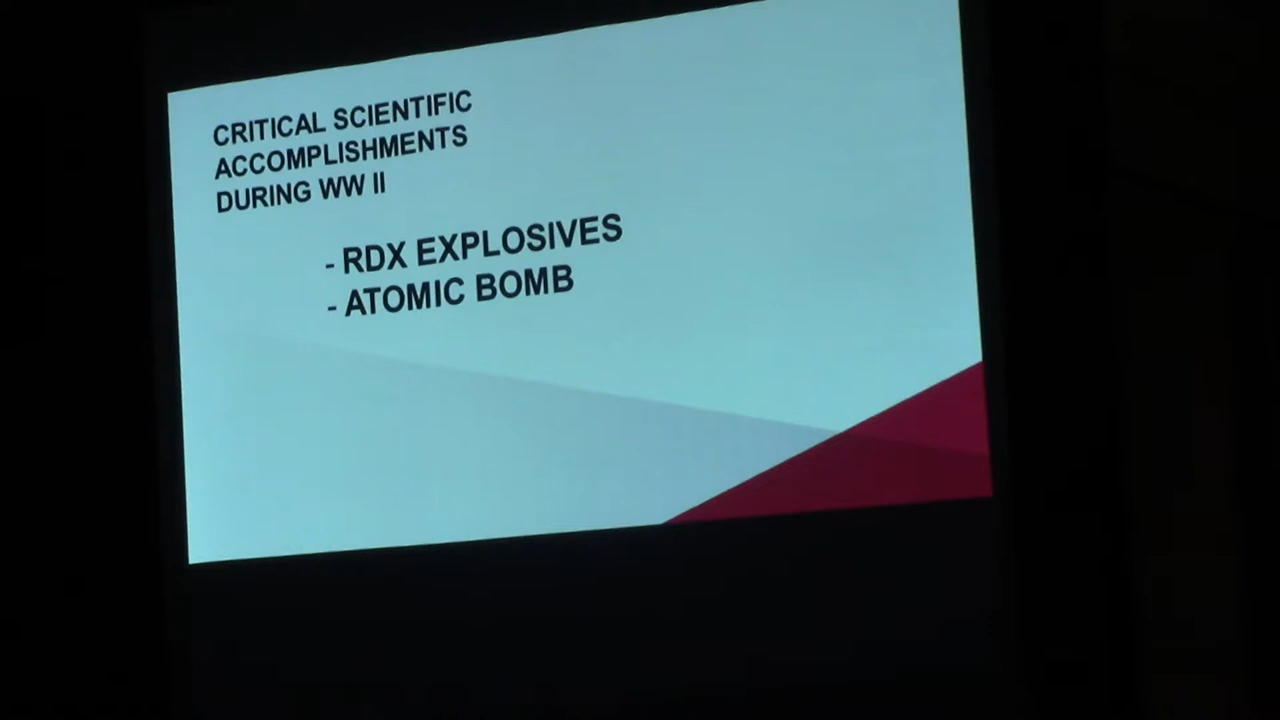 CRITICAL SCIENTIFIC
ACCOMPLISHMENTS
DURING WW II
- RDX EXPLOSIVES
- ATOMIC BOMB